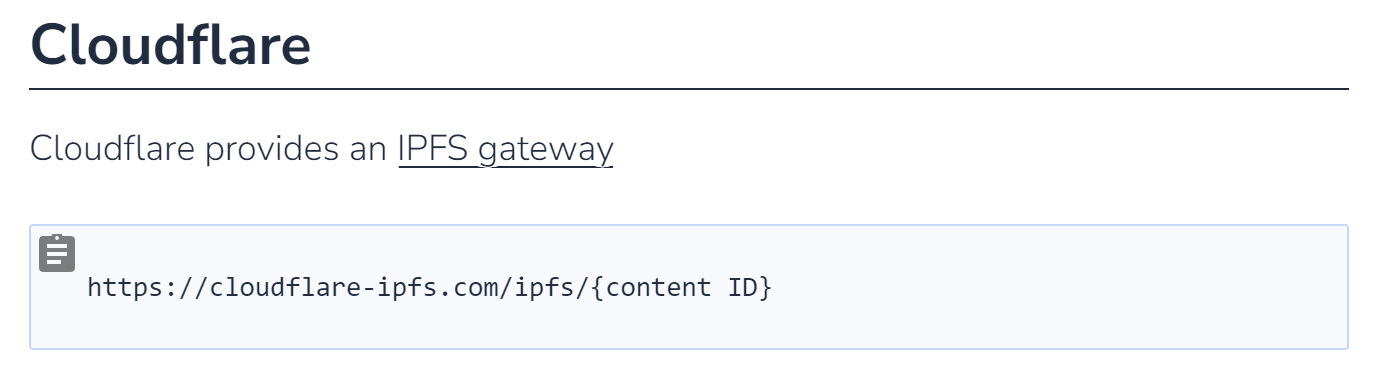 Cloudflare
Cloudflare provides an IPFS gateway
https://cloudflare-ipfs.com/ipfs/{content ID}